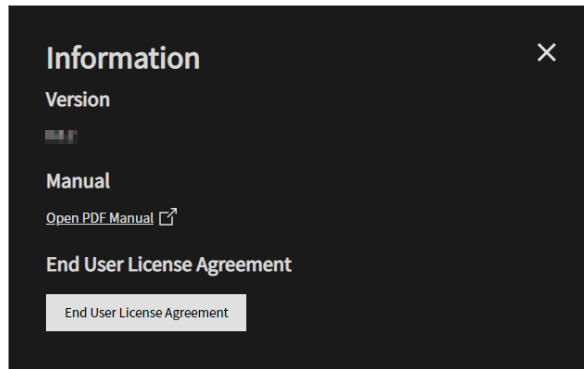 Information
Version
Manual
Open PDF Manual
End User License Agreement
End User License Agreement